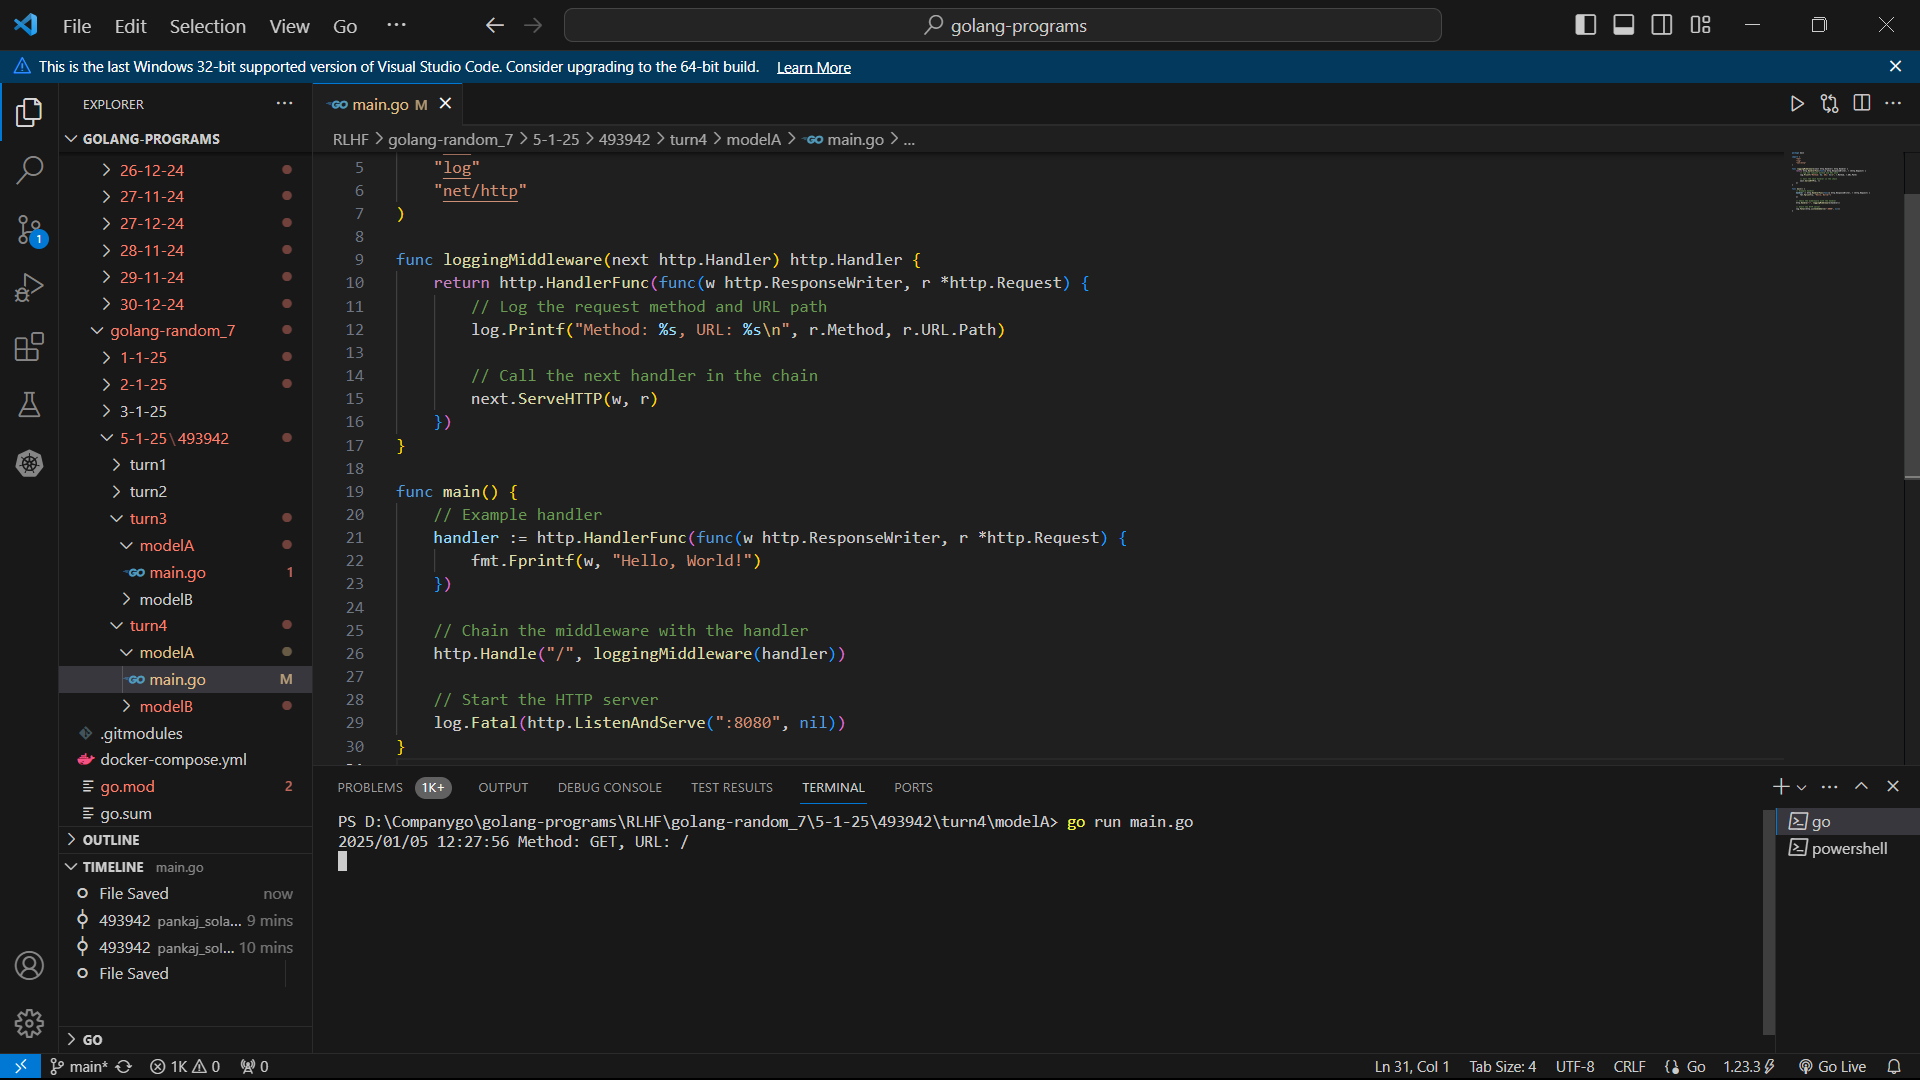 File Edit Selection View Go ...
golang-programs
This is the last Windows 32-bit supported version of Visual Studio Code. Consider upgrading to the 64-bit build. Learn More
EXPLORER
GOLANG-PROGRAMS
26-12-24
27-11-24
27-12-24
28-11-24
29-11-24
30-12-24
golang-random_7
1-1-25
2-1-25
3-1-25
5-1-25\493942
turn1
turn2
turn3
modelA
GO main.go 1
modelB
turn4
modelA
GO main.go M
modelB
.gitmodules
docker-compose.yml
go.mod 2
go.sum
OUTLINE
TIMELINE main.go
File Saved now
493942 pankaj_sola... 9 mins
493942 pankaj_sol... 10 mins
File Saved
GO
GO main.go M
RLHF > golang-random_7 > 5-1-25 > 493942 > turn4 > modelA > GO main.go > ...
5 "log"
6 "net/http"
7 )
8
9 func loggingMiddleware(next http.Handler) http.Handler {
10 return http.HandlerFunc(func(w http.ResponseWriter, r *http.Request) {
11 // Log the request method and URL path
12 log.Printf("Method: %s, URL: %s\n", r.Method, r.URL.Path)
13
14 // Call the next handler in the chain
15 next.ServeHTTP(w, r)
16 })
17 }
18
19 func main() {
20 // Example handler
21 handler := http.HandlerFunc(func(w http.ResponseWriter, r *http.Request) {
22 fmt.Fprintf(w, "Hello, World!")
23 })
24
25 // Chain the middleware with the handler
26 http.Handle("/", loggingMiddleware(handler))
27
28 // Start the HTTP server
29 log.Fatal(http.ListenAndServe(":8080", nil))
30 }
PROBLEMS 1K+ OUTPUT DEBUG CONSOLE TEST RESULTS TERMINAL PORTS
PS D:\Companygo\golang-programs\RLHF\golang-random_7\5-1-25\493942\turn4\modelA> go run main.go
2025/01/05 12:27:56 Method: GET, URL: /
go
powershell
main* 1K 0 0
Ln 31, Col 1 Tab Size: 4 UTF-8 CRLF {} Go 1.23.3 Go Live